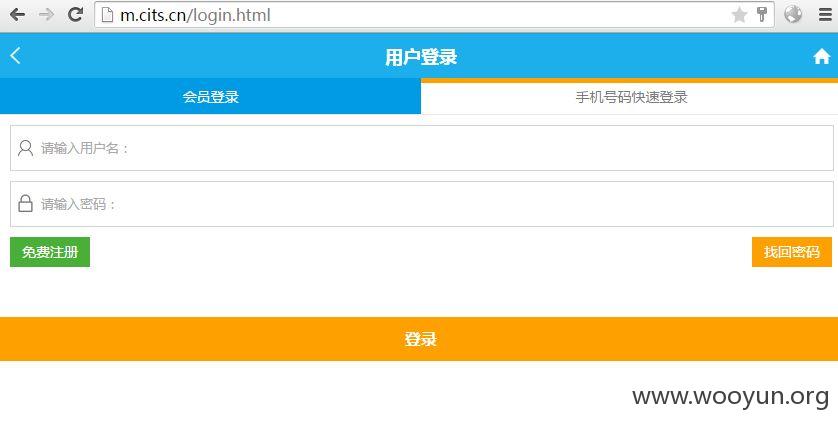 m.cits.cn/login.html
用户登录
会员登录
手机号码快速登录
请输入用户名：
请输入密码：
免费注册
找回密码
登录
www.wooyun.org